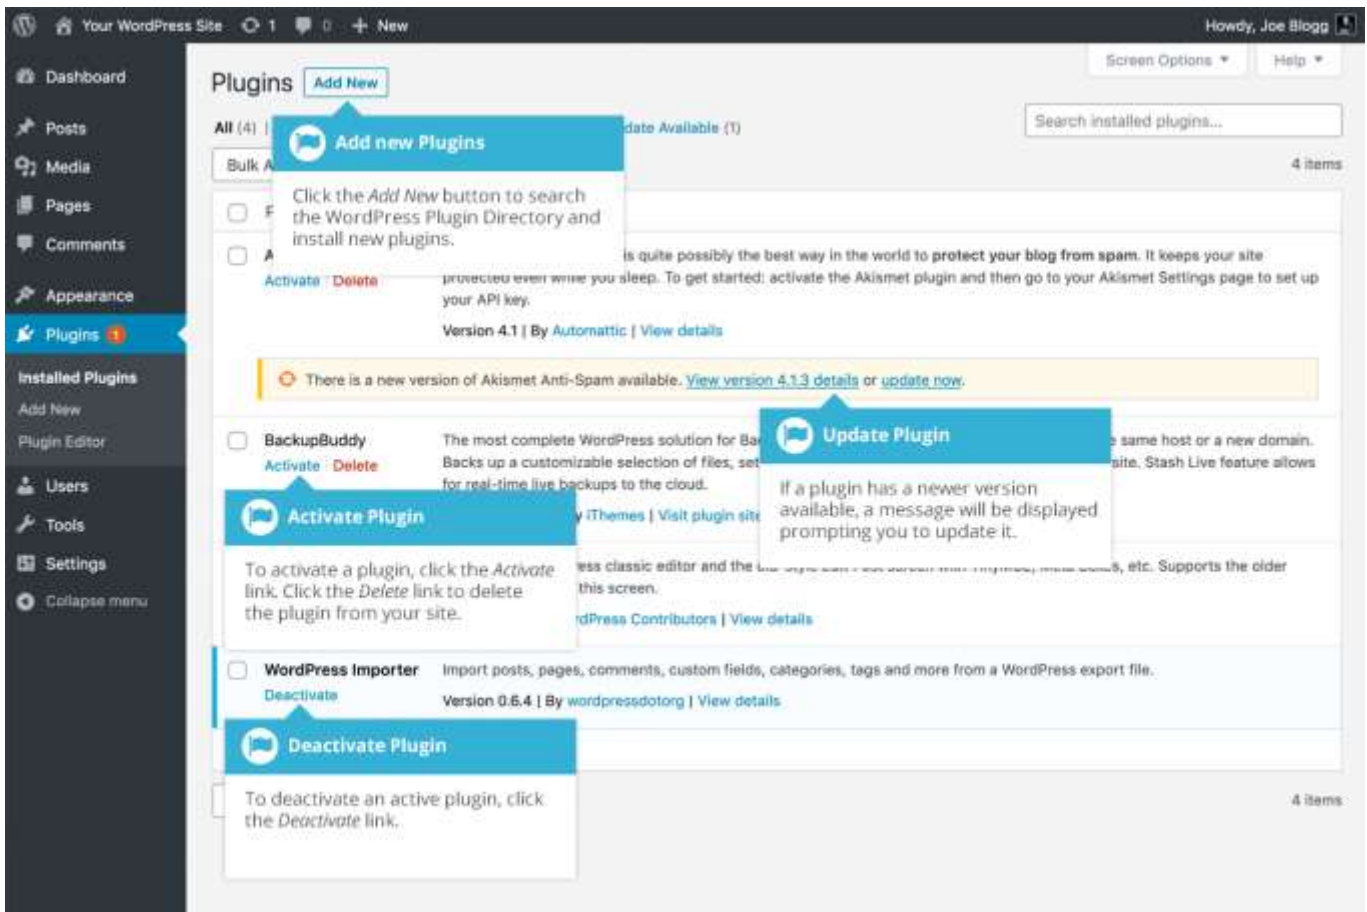 Your WordPress Site 1 0 + New Howdy, Joe Blogg
Dashboard
Posts
Media
Pages
Comments
Appearance
Plugins 1
Installed Plugins
Add New
Plugin Editor
Users
Tools
Settings
Collapse menu
Screen Options Help
Plugins Add New
All (4) | date Available (1) Search installed plugins...
Bulk A 4 items
Add new Plugins
Click the Add New button to search
the WordPress Plugin Directory and
install new plugins.
is quite possibly the best way in the world to protect your blog from spam. It keeps your site
Activate Delete protected even while you sleep. To get started: activate the Akismet plugin and then go to your Akismet Settings page to set up
your API key.
Version 4.1 | By Automattic | View details
There is a new version of Akismet Anti-Spam available. View version 4.1.3 details or update now.
Update Plugin
If a plugin has a newer version
available, a message will be displayed
prompting you to update it.
BackupBuddy The most complete WordPress solution for Ba same host or a new domain.
Activate Delete Backs up a customizable selection of files, set site. Stash Live feature allows
for real-time live backups to the cloud.
y iThemes | Visit plugin site
Activate Plugin
To activate a plugin, click the Activate
link. Click the Delete link to delete
the plugin from your site.
ess classic editor and the etc. Supports the older
this screen.
dPress Contributors | View details
WordPress Importer Import posts, pages, comments, custom fields, categories, tags and more from a WordPress export file.
Deactivate Version 0.6.4 | By wordpressdotorg | View details
Deactivate Plugin
To deactivate an active plugin, click
the Deactivate link.
4 items